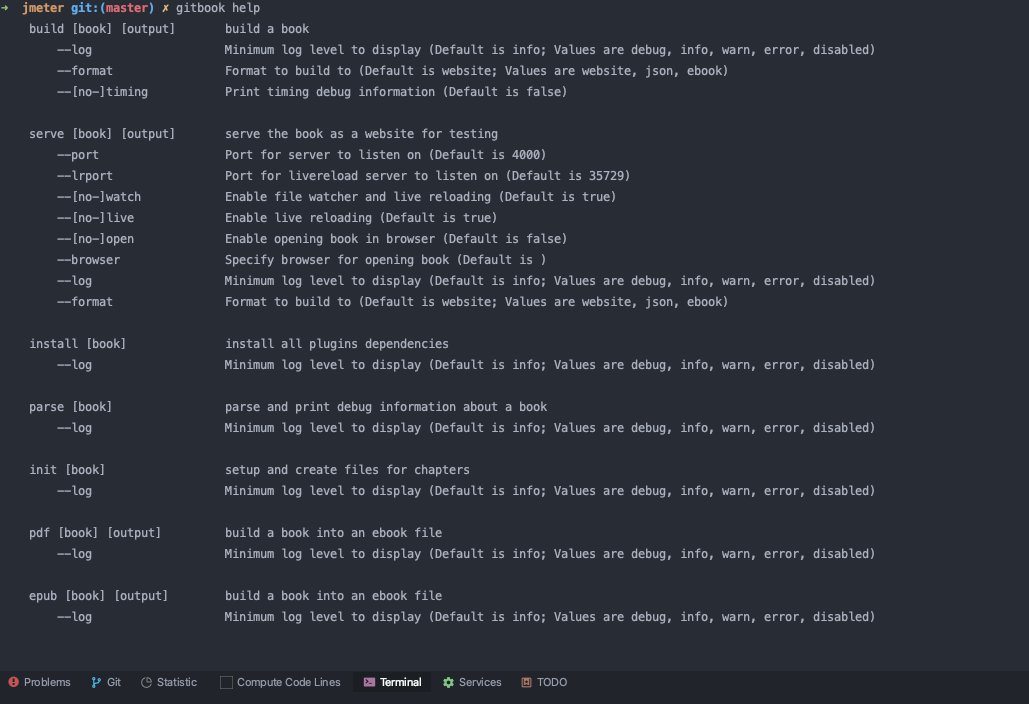 ➜  jmeter git:(master) ✗ gitbook help
build [book] [output]       build a book
    --log                   Minimum log level to display (Default is info; Values are debug, info, warn, error, disabled)
    --format                Format to build to (Default is website; Values are website, json, ebook)
    --[no-]timing           Print timing debug information (Default is false)

serve [book] [output]       serve the book as a website for testing
    --port                  Port for server to listen on (Default is 4000)
    --lrport                Port for livereload server to listen on (Default is 35729)
    --[no-]watch            Enable file watcher and live reloading (Default is true)
    --[no-]live             Enable live reloading (Default is true)
    --[no-]open             Enable opening book in browser (Default is false)
    --browser               Specify browser for opening book (Default is )
    --log                   Minimum log level to display (Default is info; Values are debug, info, warn, error, disabled)
    --format                Format to build to (Default is website; Values are website, json, ebook)

install [book]              install all plugins dependencies
    --log                   Minimum log level to display (Default is info; Values are debug, info, warn, error, disabled)

parse [book]                parse and print debug information about a book
    --log                   Minimum log level to display (Default is info; Values are debug, info, warn, error, disabled)

init [book]                 setup and create files for chapters
    --log                   Minimum log level to display (Default is info; Values are debug, info, warn, error, disabled)

pdf [book] [output]         build a book into an ebook file
    --log                   Minimum log level to display (Default is info; Values are debug, info, warn, error, disabled)

epub [book] [output]        build a book into an ebook file
    --log                   Minimum log level to display (Default is info; Values are debug, info, warn, error, disabled)

Problems  Git  Statistic  Compute Code Lines  Terminal  Services  TODO